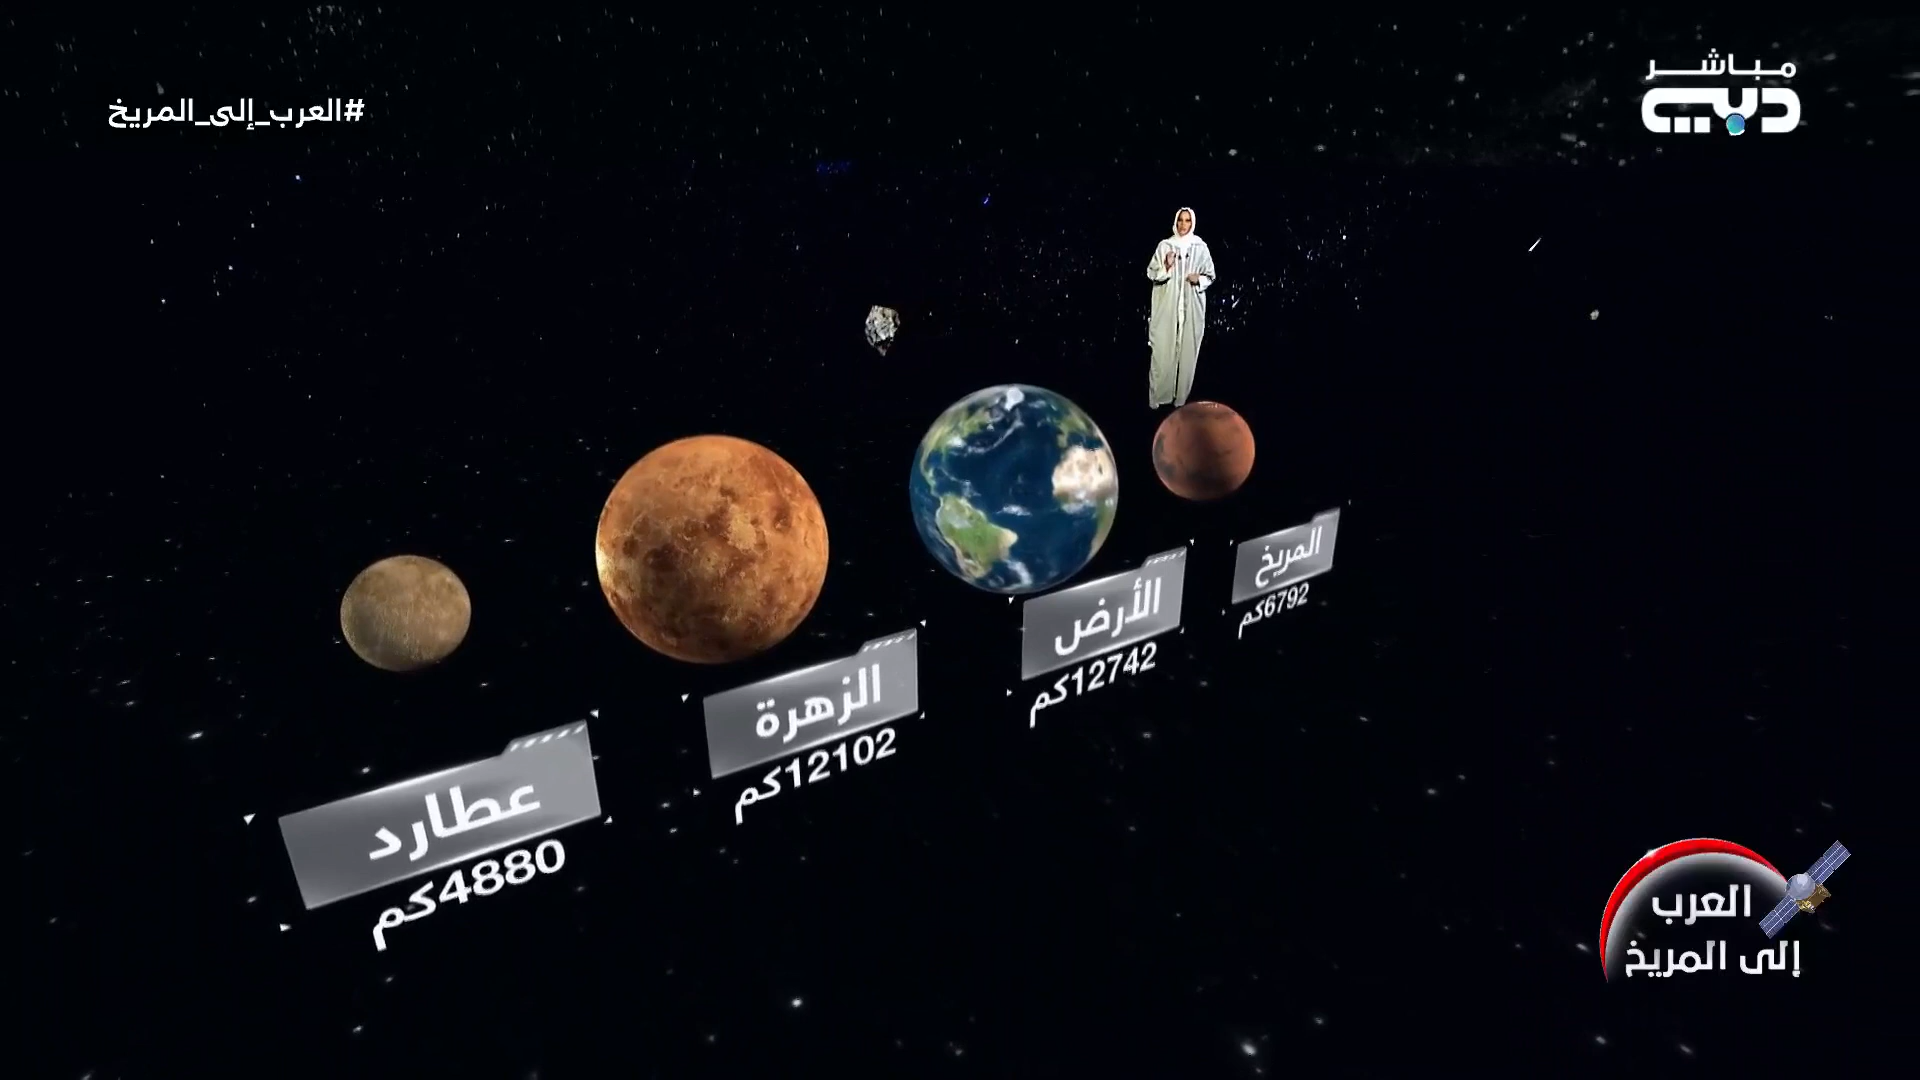 #العرب_إلى_المريخ
مباشر
دبي
المريخ
6792كم
الأرض
12742كم
الزهرة
12102كم
عطارد
4880كم
العرب
إلى المريخ